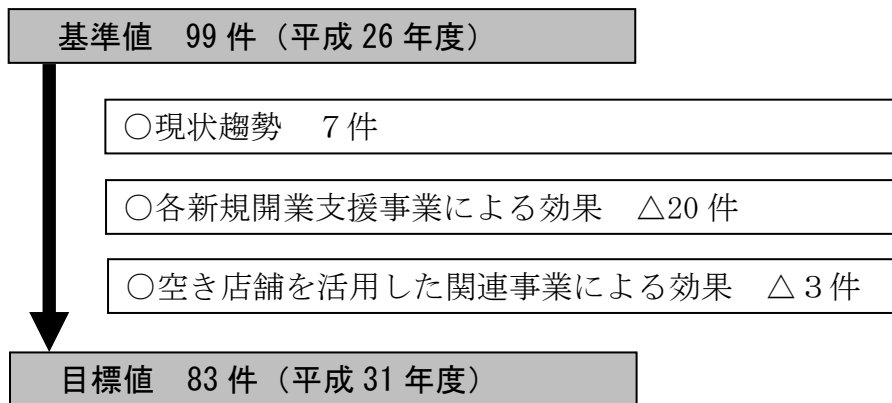 基準値　99 件（平成 26 年度）
○現状趨勢　７件
○各新規開業支援事業による効果　△20 件
○空き店舗を活用した関連事業による効果　△３件
目標値　83 件（平成 31 年度）